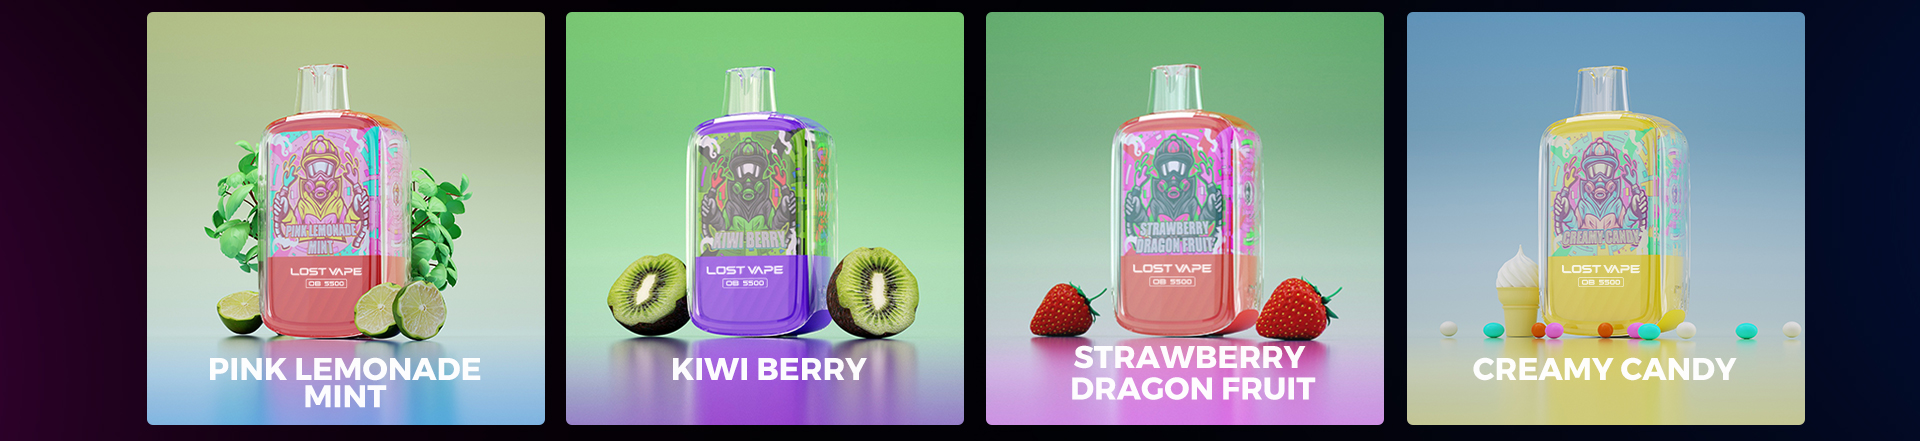 PINK LEMONADE
MINT
LOST VAPE
OB 5500
PINK LEMONADE
MINT
KIWI BERRY
LOST VAPE
OB 5500
KIWI BERRY
STRAWBERRY
DRAGON FRUIT
LOST VAPE
OB 5500
STRAWBERRY
DRAGON FRUIT
CREAMY CANDY
LOST VAPE
OB 5500
CREAMY CANDY